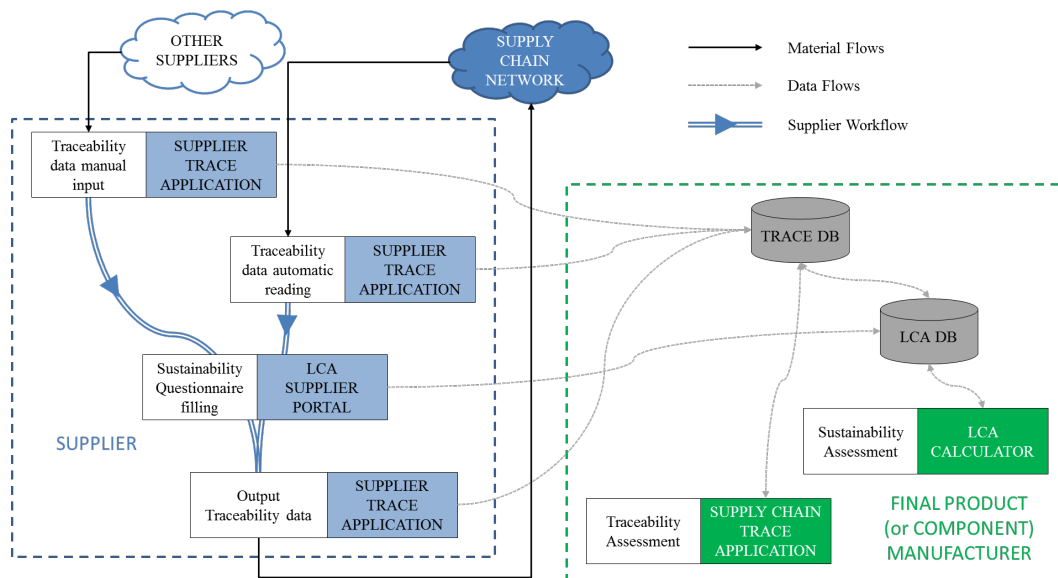 OTHER
SUPPLIERS
SUPPLY
CHAIN
NETWORK
Material Flows
Data Flows
Supplier Workflow
Traceability
data manual
input
SUPPLIER
TRACE
APPLICATION
Traceability
data automatic
reading
SUPPLIER
TRACE
APPLICATION
TRACE DB
LCA DB
Sustainability
Questionnaire
filling
LCA
SUPPLIER
PORTAL
SUPPLIER
Sustainability
Assessment
LCA
CALCULATOR
Output
Traceability data
SUPPLIER
TRACE
APPLICATION
Traceability
Assessment
SUPPLY CHAIN
TRACE
APPLICATION
FINAL PRODUCT
(or COMPONENT)
MANUFACTURER